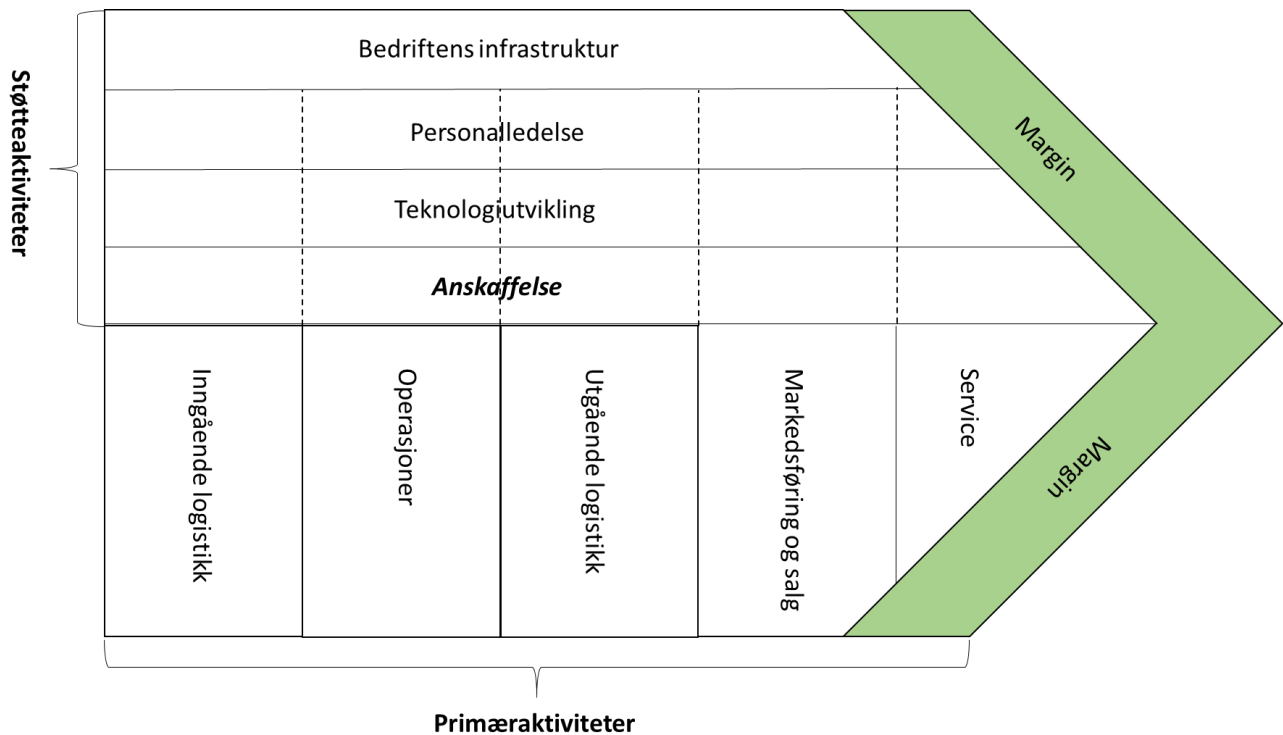 Støtteaktiviteter
Bedriftens infrastruktur
Personalledelse
Teknologiutvikling
Anskaffelse
Margin
Inngående logistikk
Operasjoner
Utgående logistikk
Markedsføring og salg
Service
Margin
Primæraktiviteter